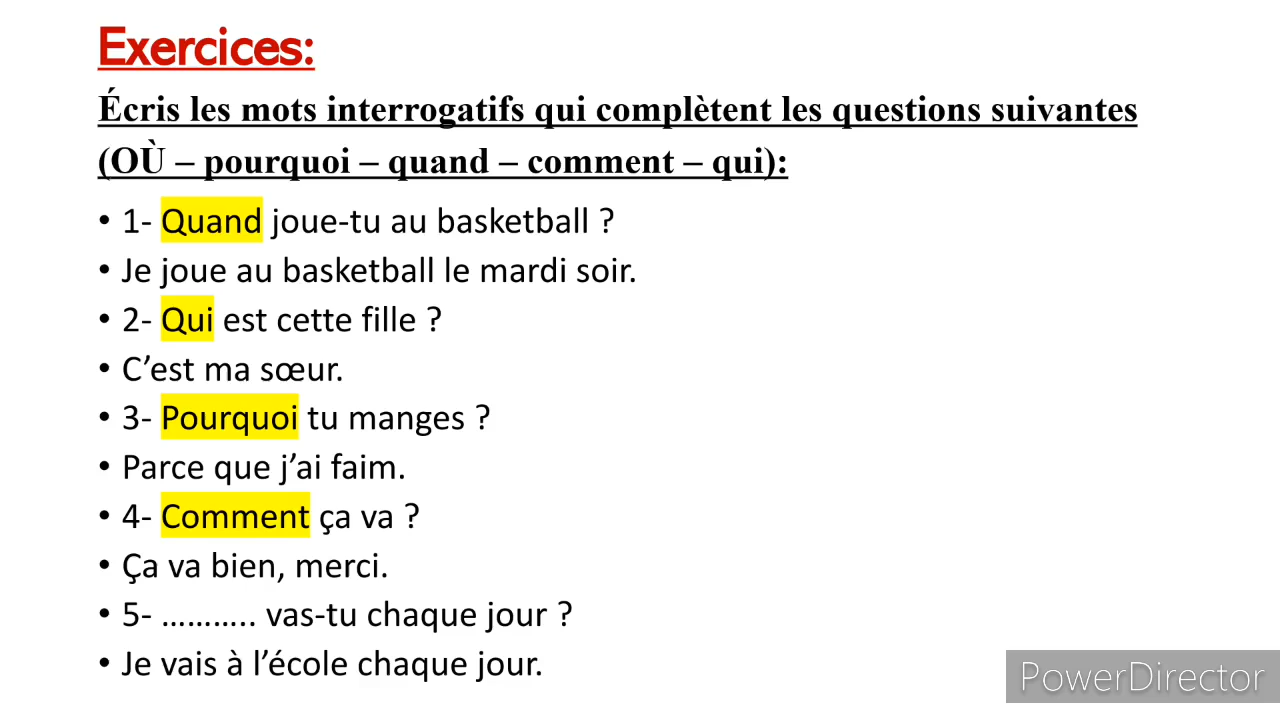 Exercices:
Écris les mots interrogatifs qui complètent les questions suivantes
(OÙ – pourquoi – quand – comment – qui):
• 1- Quand joue-tu au basketball ?
• Je joue au basketball le mardi soir.
• 2- Qui est cette fille ?
• C’est ma sœur.
• 3- Pourquoi tu manges ?
• Parce que j’ai faim.
• 4- Comment ça va ?
• Ça va bien, merci.
• 5- ……….. vas-tu chaque jour ?
• Je vais à l’école chaque jour.
PowerDirector